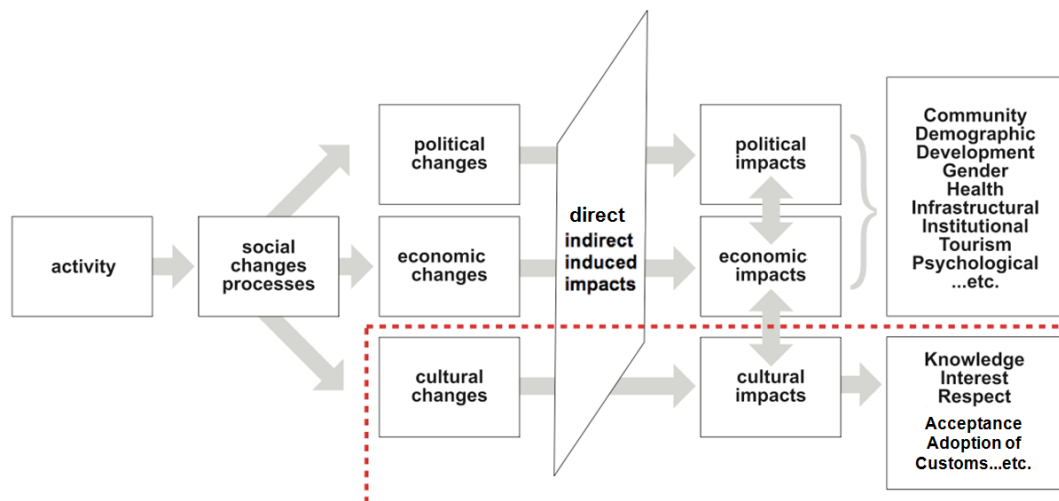 activity
social
changes
processes
political
changes
economic
changes
cultural
changes
direct
indirect
induced
impacts
political
impacts
economic
impacts
cultural
impacts
Community
Demographic
Development
Gender
Health
Infrastructural
Institutional
Tourism
Psychological
...etc.
Knowledge
Interest
Respect
Acceptance
Adoption of
Customs...etc.